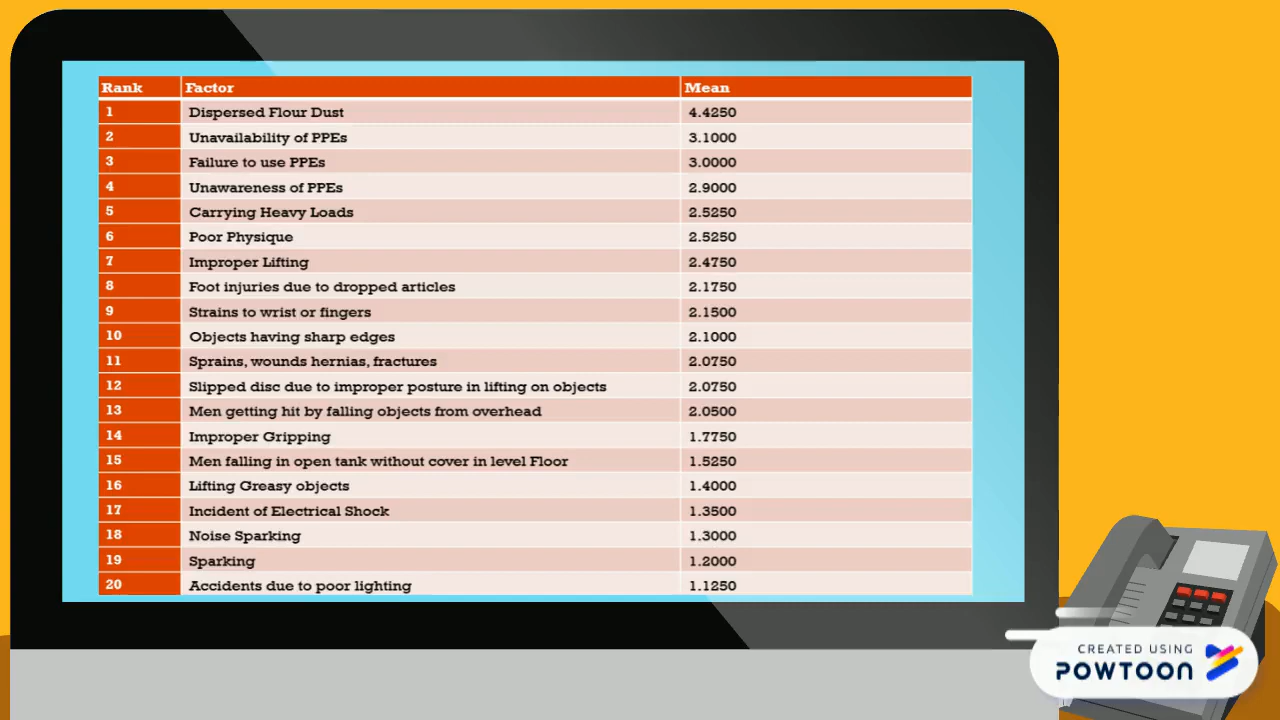 Rank Factor Mean
1 Dispersed Flour Dust 4.4250
2 Unavailability of PPEs 3.1000
3 Failure to use PPEs 3.0000
4 Unawareness of PPEs 2.9000
5 Carrying Heavy Loads 2.5250
6 Poor Physique 2.5250
7 Improper Lifting 2.4750
8 Foot injuries due to dropped articles 2.1750
9 Strains to wrist or fingers 2.1500
10 Objects having sharp edges 2.1000
11 Sprains, wounds hernias, fractures 2.0750
12 Slipped disc due to improper posture in lifting on objects 2.0750
13 Men getting hit by falling objects from overhead 2.0500
14 Improper Gripping 1.7750
15 Men falling in open tank without cover in level Floor 1.5250
16 Lifting Greasy objects 1.4000
17 Incident of Electrical Shock 1.3500
18 Noise Sparking 1.3000
19 Sparking 1.2000
20 Accidents due to poor lighting 1.1250
CREATED USING
POWTOON